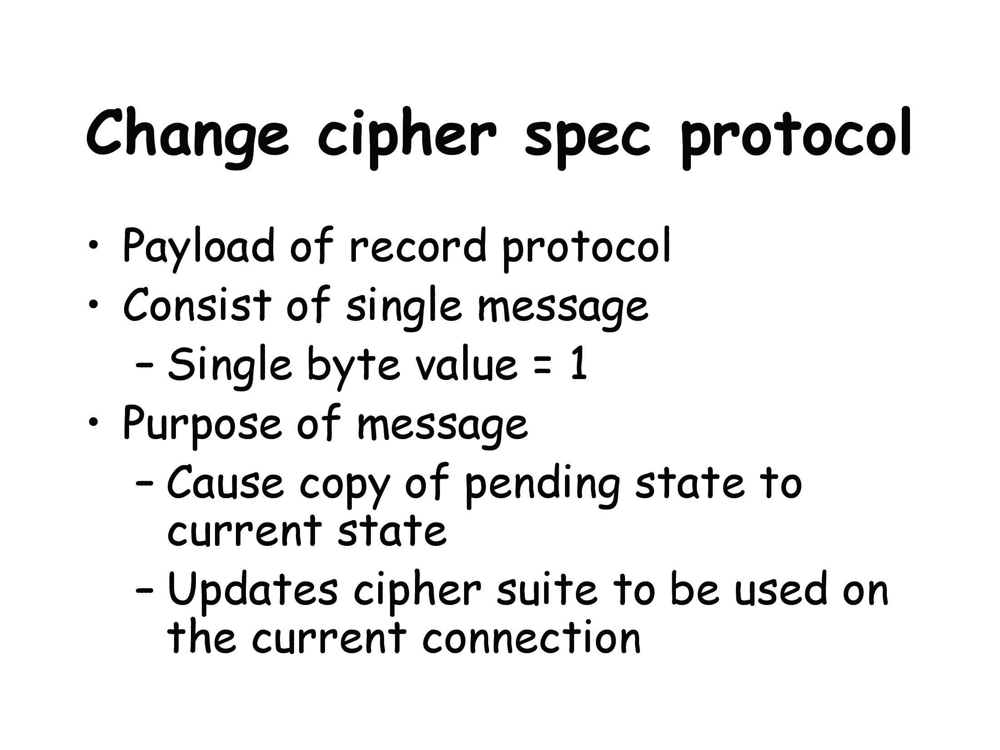 Change cipher spec protocol
• Payload of record protocol
• Consist of single message
– Single byte value = 1
• Purpose of message
– Cause copy of pending state to
current state
– Updates cipher suite to be used on
the current connection